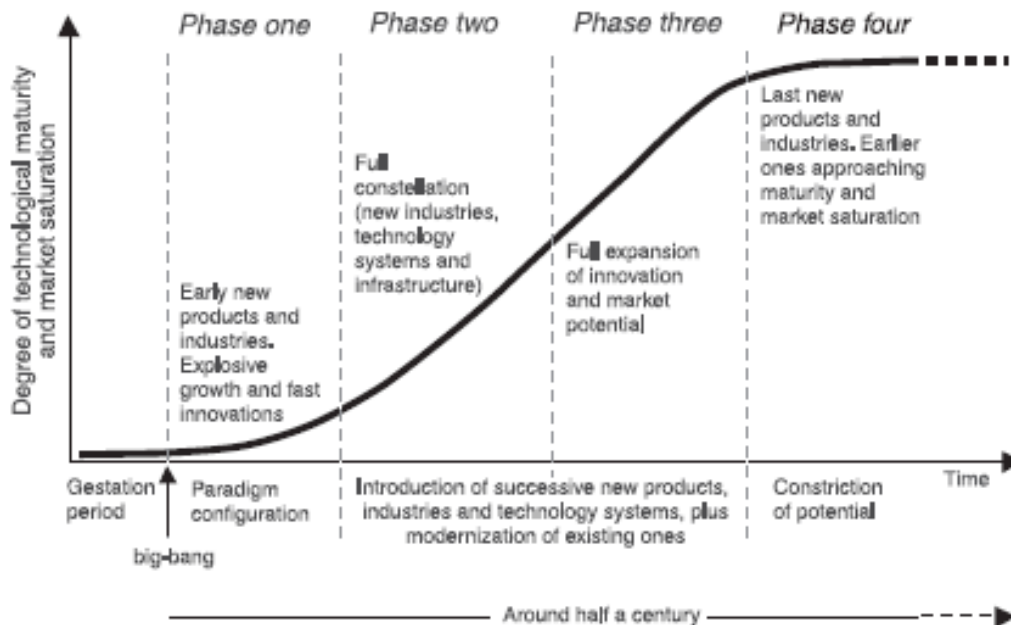 Phase one
Phase two
Phase three
Phase four
Degree of technological maturity
and market saturation
Early new
products and
industries.
Explosive
growth and fast
innovations
Full
constellation
(new industries,
technology
systems and
infrastructure)
Full expansion
of innovation
and market
potential
Last new
products and
industries. Earlier
ones approaching
maturity and
market saturation
Time
Gestation
period
Paradigm
configuration
Introduction of successive new products,
industries and technology systems, plus
modernization of existing ones
Constriction
of potential
big-bang
Around half a century